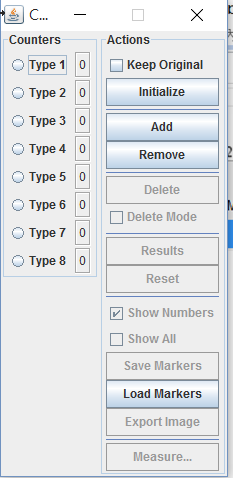 C...
Counters
Type 1 0
Type 2 0
Type 3 0
Type 4 0
Type 5 0
Type 6 0
Type 7 0
Type 8 0
Actions
Keep Original
Initialize
Add
Remove
Delete
Delete Mode
Results
Reset
Show Numbers
Show All
Save Markers
Load Markers
Export Image
Measure...